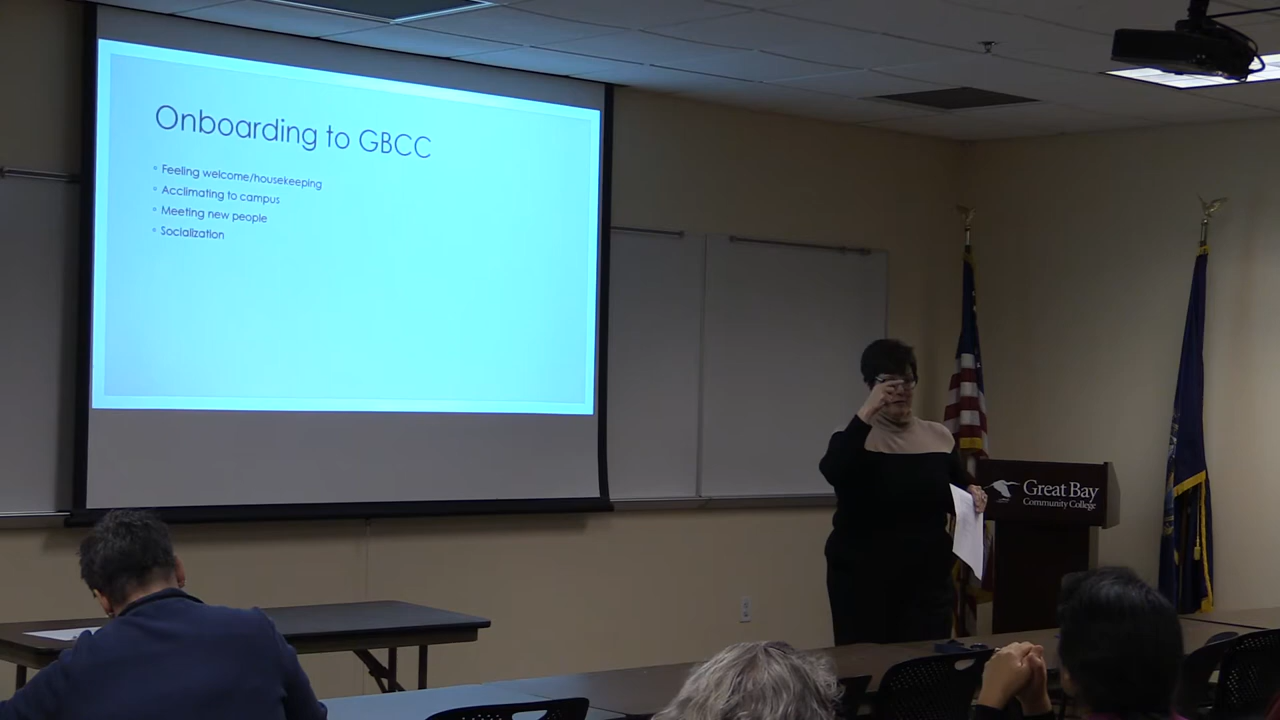 Onboarding to GBCC
Feeling welcome/housekeeping
Acclimating to campus
Meeting new people
Socialization
Great Bay
Community College